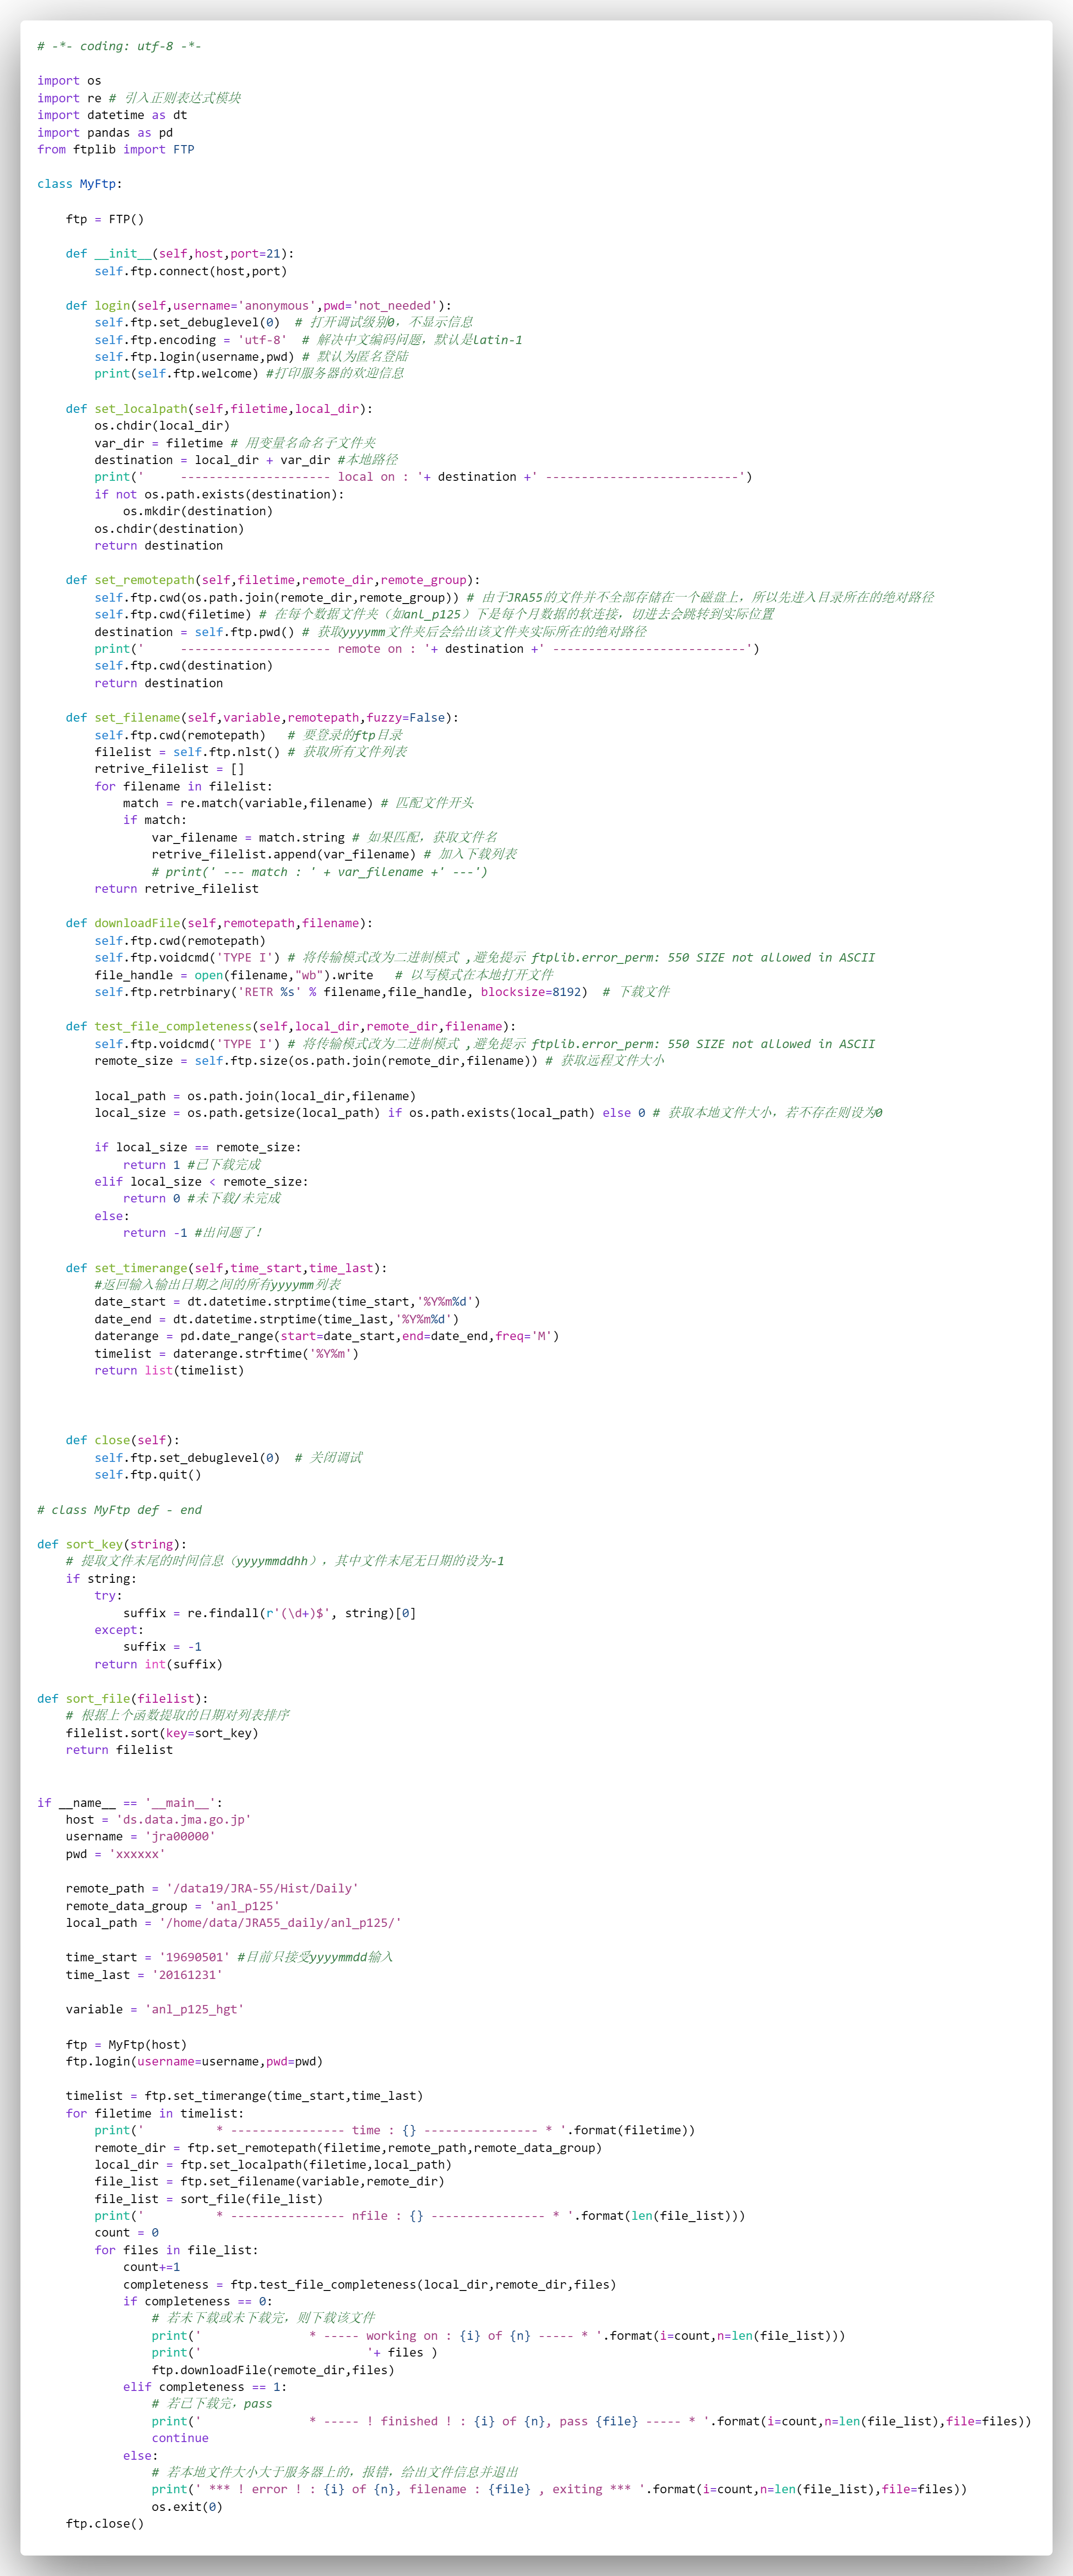 # -*- coding: utf-8 -*-

import os
import re # 引入正则表达式模块
import datetime as dt
import pandas as pd
from ftplib import FTP

class MyFtp:

    ftp = FTP()

    def __init__(self,host,port=21):
        self.ftp.connect(host,port)

    def login(self,username='anonymous',pwd='not_needed'):
        self.ftp.set_debuglevel(0)  # 打开调试级别0，不显示信息
        self.ftp.encoding = 'utf-8'  # 解决中文编码问题，默认是latin-1
        self.ftp.login(username,pwd) # 默认为匿名登陆
        print(self.ftp.welcome) #打印服务器的欢迎信息

    def set_localpath(self,filetime,local_dir):
        os.chdir(local_dir)
        var_dir = filetime # 用变量名命名子文件夹
        destination = local_dir + var_dir #本地路径
        print('     --------------------- local on : '+ destination +' ---------------------------')
        if not os.path.exists(destination):
            os.mkdir(destination)
        os.chdir(destination)
        return destination

    def set_remotepath(self,filetime,remote_dir,remote_group):
        self.ftp.cwd(os.path.join(remote_dir,remote_group)) # 由于JRA55的文件并不全部存储在一个磁盘上，所以先进入目录所在的绝对路径
        self.ftp.cwd(filetime) # 在每个数据文件夹（如anl_p125）下是每个月数据的软连接，切进去会跳转到实际位置
        destination = self.ftp.pwd() # 获取yyyymm文件夹后会给出该文件夹实际所在的绝对路径
        print('     --------------------- remote on : '+ destination +' ---------------------------')
        self.ftp.cwd(destination)
        return destination

    def set_filename(self,variable,remotepath,fuzzy=False):
        self.ftp.cwd(remotepath)   # 要登录的ftp目录
        filelist = self.ftp.nlst() # 获取所有文件列表
        retrive_filelist = []
        for filename in filelist:
            match = re.match(variable,filename) # 匹配文件开头
            if match:
                var_filename = match.string # 如果匹配，获取文件名
                retrive_filelist.append(var_filename) # 加入下载列表
                # print(' --- match : ' + var_filename +' ---')
        return retrive_filelist

    def downloadFile(self,remotepath,filename):
        self.ftp.cwd(remotepath)
        self.ftp.voidcmd('TYPE I') # 将传输模式改为二进制模式 ,避免提示 ftplib.error_perm: 550 SIZE not allowed in ASCII
        file_handle = open(filename,"wb").write   # 以写模式在本地打开文件
        self.ftp.retrbinary('RETR %s' % filename,file_handle, blocksize=8192)  # 下载文件

    def test_file_completeness(self,local_dir,remote_dir,filename):
        self.ftp.voidcmd('TYPE I') # 将传输模式改为二进制模式 ,避免提示 ftplib.error_perm: 550 SIZE not allowed in ASCII
        remote_size = self.ftp.size(os.path.join(remote_dir,filename)) # 获取远程文件大小

        local_path = os.path.join(local_dir,filename)
        local_size = os.path.getsize(local_path) if os.path.exists(local_path) else 0 # 获取本地文件大小，若不存在则设为0

        if local_size == remote_size:
            return 1 #已下载完成
        elif local_size < remote_size:
            return 0 #未下载/未完成
        else:
            return -1 #出问题了！

    def set_timerange(self,time_start,time_last):
        #返回输入输出日期之间的所有yyyymm列表
        date_start = dt.datetime.strptime(time_start,'%Y%m%d')
        date_end = dt.datetime.strptime(time_last,'%Y%m%d')
        daterange = pd.date_range(start=date_start,end=date_end,freq='M')
        timelist = daterange.strftime('%Y%m')
        return list(timelist)

    def close(self):
        self.ftp.set_debuglevel(0)  # 关闭调试
        self.ftp.quit()

# class MyFtp def - end

def sort_key(string):
    # 提取文件末尾的时间信息（yyyymmddhh），其中文件末尾无日期的设为-1
    if string:
        try:
            suffix = re.findall(r'(\d+)$', string)[0]
        except:
            suffix = -1
        return int(suffix)

def sort_file(filelist):
    # 根据上个函数提取的日期对列表排序
    filelist.sort(key=sort_key)
    return filelist

if __name__ == '__main__':
    host = 'ds.data.jma.go.jp'
    username = 'jra00000'
    pwd = 'xxxxxx'

    remote_path = '/data19/JRA-55/Hist/Daily'
    remote_data_group = 'anl_p125'
    local_path = '/home/data/JRA55_daily/anl_p125/'

    time_start = '19690501' #目前只接受yyyymmdd输入
    time_last = '20161231'

    variable = 'anl_p125_hgt'

    ftp = MyFtp(host)
    ftp.login(username=username,pwd=pwd)

    timelist = ftp.set_timerange(time_start,time_last)
    for filetime in timelist:
        print('          * ---------------- time : {} ---------------- * '.format(filetime))
        remote_dir = ftp.set_remotepath(filetime,remote_path,remote_data_group)
        local_dir = ftp.set_localpath(filetime,local_path)
        file_list = ftp.set_filename(variable,remote_dir)
        file_list = sort_file(file_list)
        print('          * ---------------- nfile : {} ---------------- * '.format(len(file_list)))
        count = 0
        for files in file_list:
            count+=1
            completeness = ftp.test_file_completeness(local_dir,remote_dir,files)
            if completeness == 0:
                # 若未下载或未下载完，则下载该文件
                print('               * ----- working on : {i} of {n} ----- * '.format(i=count,n=len(file_list)))
                print('                       '+ files )
                ftp.downloadFile(remote_dir,files)
            elif completeness == 1:
                # 若已下载完，pass
                print('               * ----- ! finished ! : {i} of {n}, pass {file} ----- * '.format(i=count,n=len(file_list),file=files))
                continue
            else:
                # 若本地文件大小大于服务器上的，报错，给出文件信息并退出
                print(' *** ! error ! : {i} of {n}, filename : {file} , exiting *** '.format(i=count,n=len(file_list),file=files))
                os.exit(0)
    ftp.close()